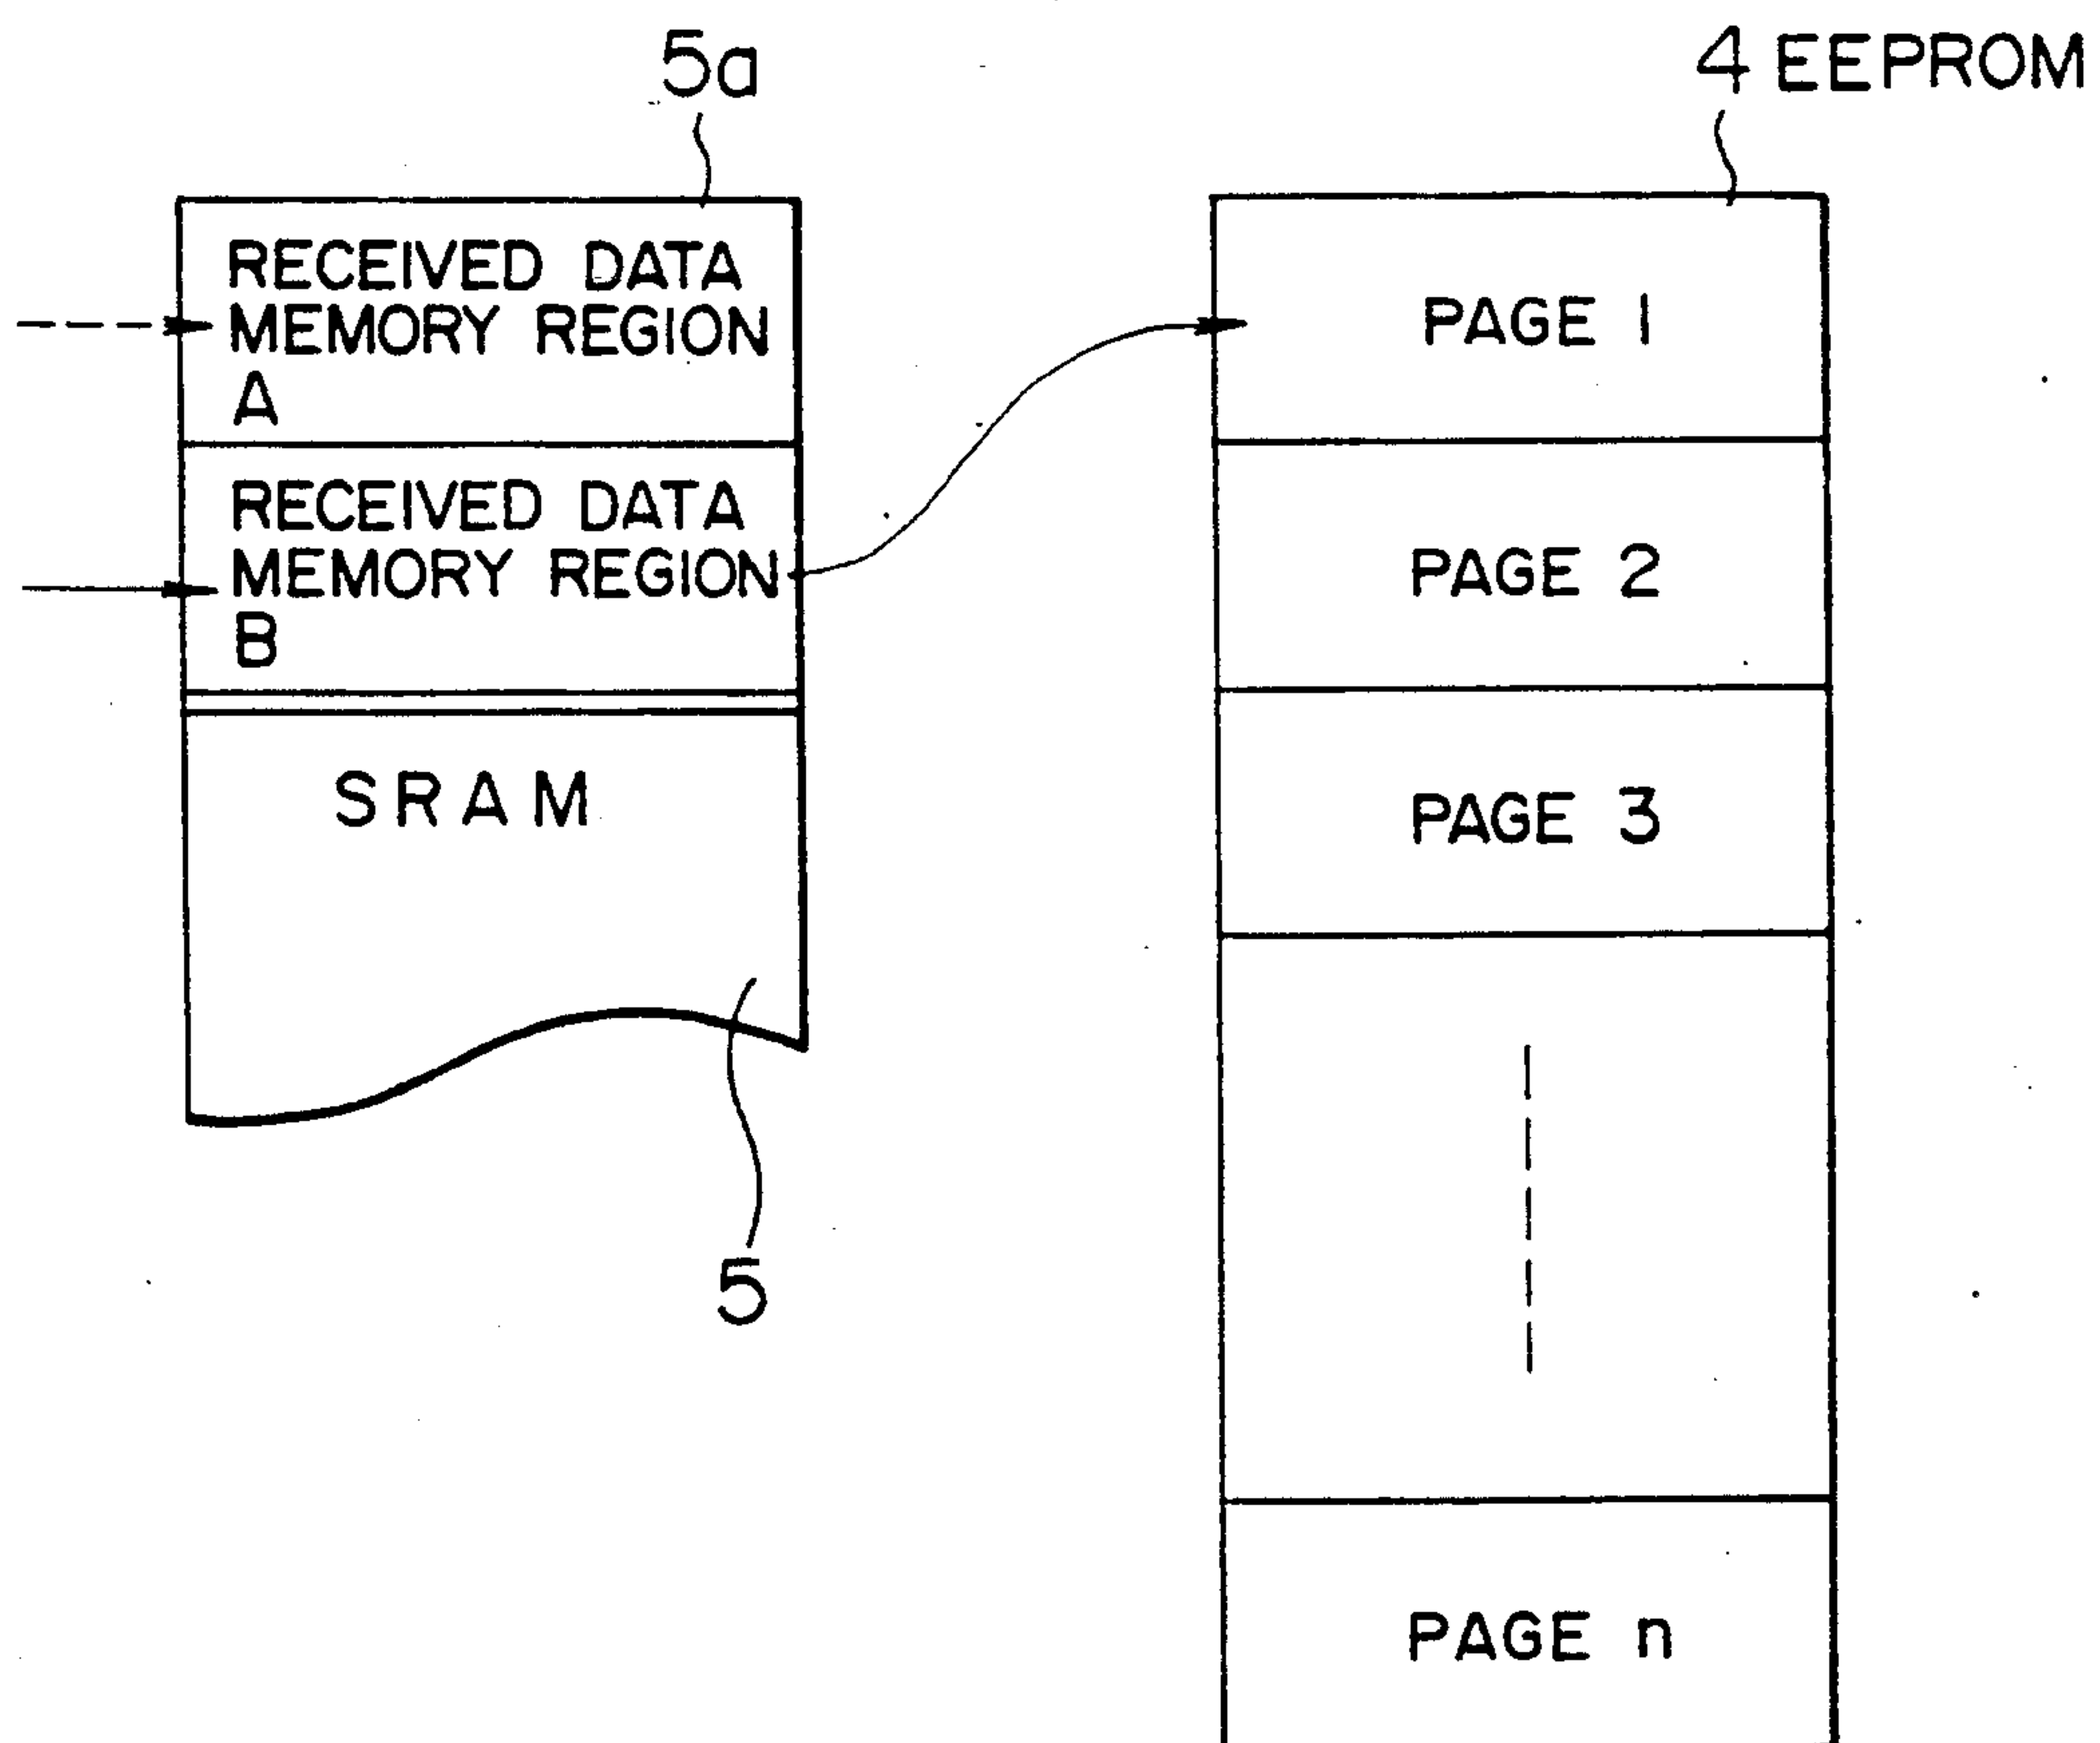 5a
4 EEPROM
RECEIVED DATA
MEMORY REGION
A
RECEIVED DATA
MEMORY REGION
B
SRAM
5
PAGE 1
PAGE 2
PAGE 3
PAGE n